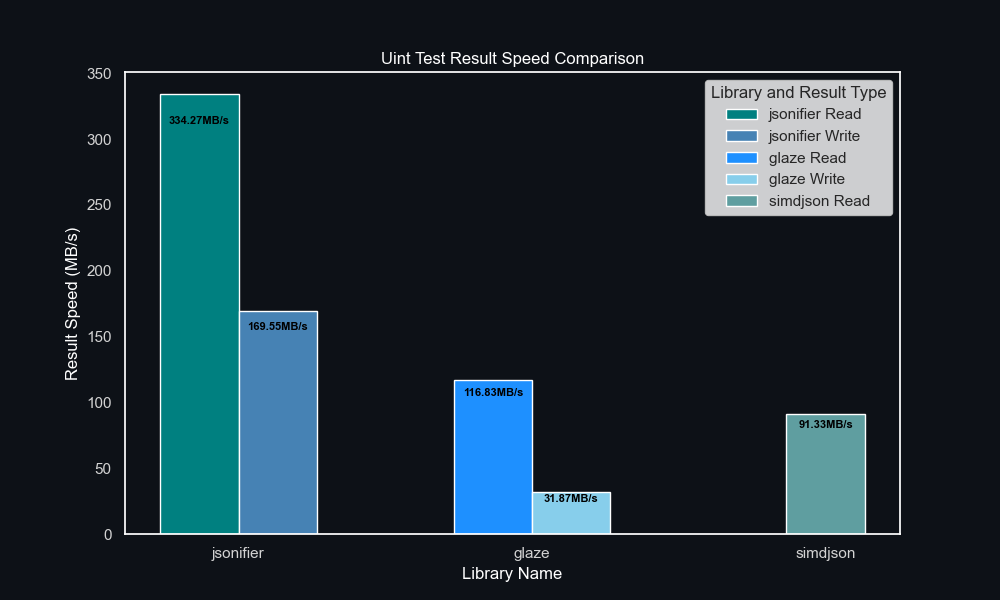 Uint Test Result Speed Comparison
350
300
250
200
150
100
50
0
Result Speed (MB/s)
334.27MB/s
169.55MB/s
116.83MB/s
31.87MB/s
91.33MB/s
Library and Result Type
jsonifier Read
jsonifier Write
glaze Read
glaze Write
simdjson Read
jsonifier
glaze
simdjson
Library Name